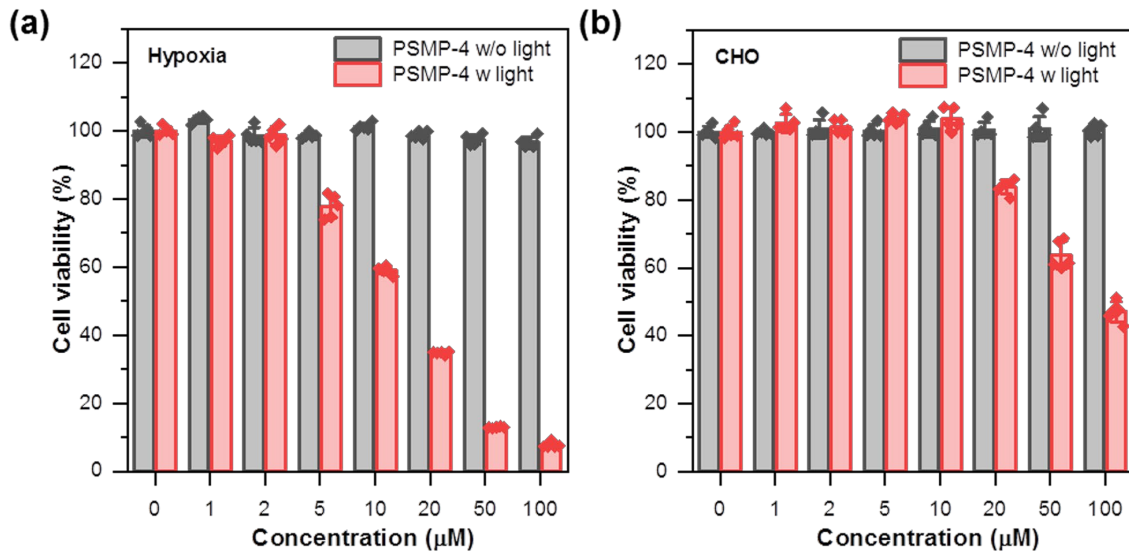 (a)
Hypoxia
PSMP-4 w/o light
PSMP-4 w light
Cell viability (%)
120
100
80
60
40
20
0
0 1 2 5 10 20 50 100
Concentration (μM)
(b)
CHO
PSMP-4 w/o light
PSMP-4 w light
Cell viability (%)
120
100
80
60
40
20
0
0 1 2 5 10 20 50 100
Concentration (μM)